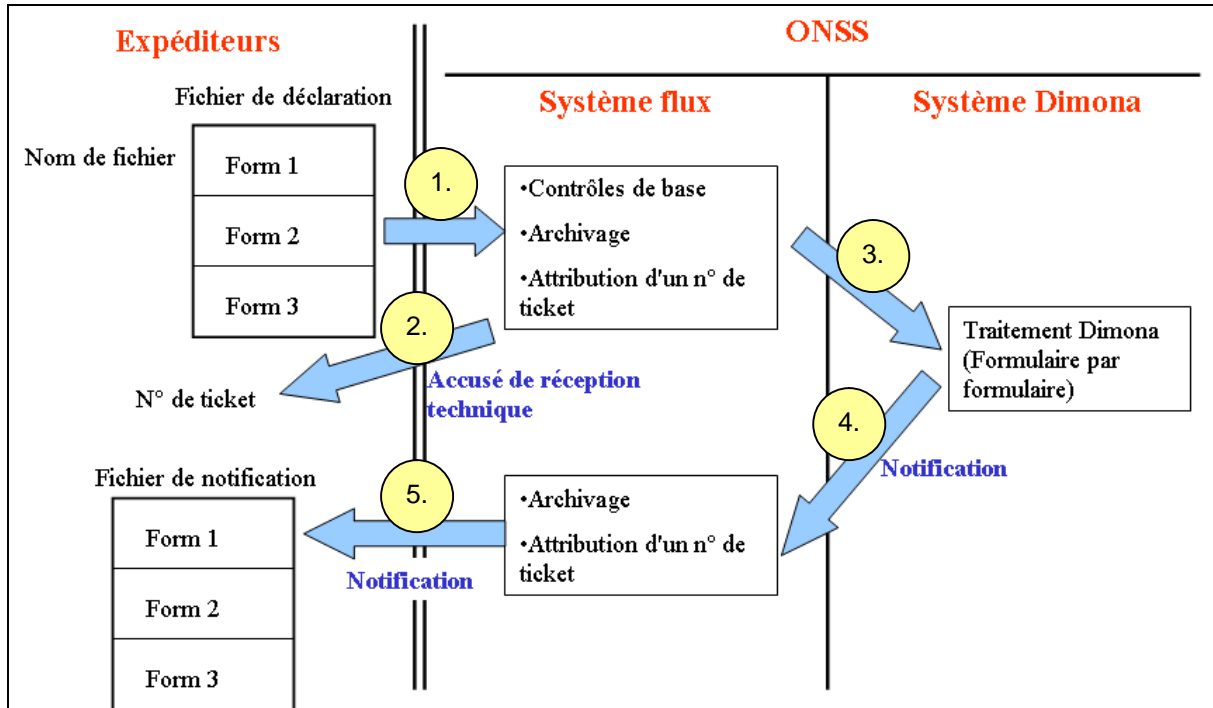 Expéditeurs
ONSS
Système flux
Système Dimona
Fichier de déclaration
Nom de fichier
Form 1
Form 2
Form 3
1.
•Contrôles de base
•Archivage
•Attribution d'un n° de
ticket
2.
Accusé de réception
technique
N° de ticket
3.
Traitement Dimona
(Formulaire par
formulaire)
4.
Notification
•Archivage
•Attribution d'un n° de
ticket
5.
Notification
Fichier de notification
Form 1
Form 2
Form 3